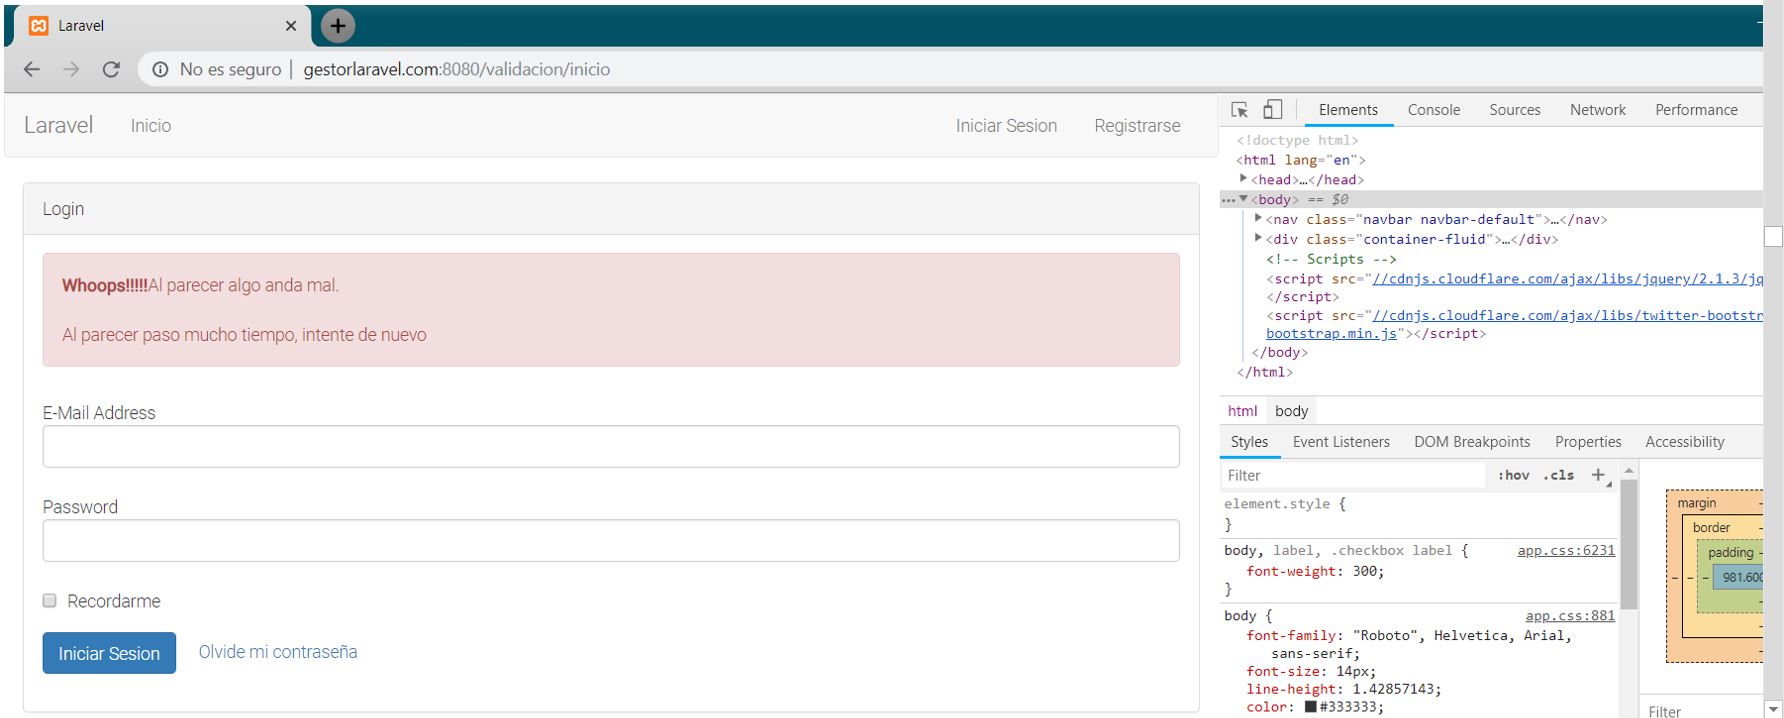 Laravel
No es seguro | gestorlaravel.com:8080/validacion/inicio
Laravel Inicio Iniciar Sesion Registrarse
Login
Whoops!!!!!Al parecer algo anda mal.
Al parecer paso mucho tiempo, intente de nuevo
E-Mail Address
Password
Recordarme
Iniciar Sesion Olvide mi contraseña
Elements Console Sources Network Performance
<!doctype html>
<html lang="en">
<head>…</head>
…<body> == $0
<nav class="navbar navbar-default">…</nav>
<div class="container-fluid">…</div>
<!-- Scripts -->
<script src="//cdnjs.cloudflare.com/ajax/libs/jquery/2.1.3/jq
</script>
<script src="//cdnjs.cloudflare.com/ajax/libs/twitter-bootstr
bootstrap.min.js"></script>
</body>
</html>
html body
Styles Event Listeners DOM Breakpoints Properties Accessibility
Filter :hov .cls +
element.style {
}
body, label, .checkbox label { app.css:6231
font-weight: 300;
}
body { app.css:881
font-family: "Roboto", Helvetica, Arial,
sans-serif;
font-size: 14px;
line-height: 1.42857143;
color: #333333;
margin –
border –
padding –
– – – 981.600
–
–
–
Filter